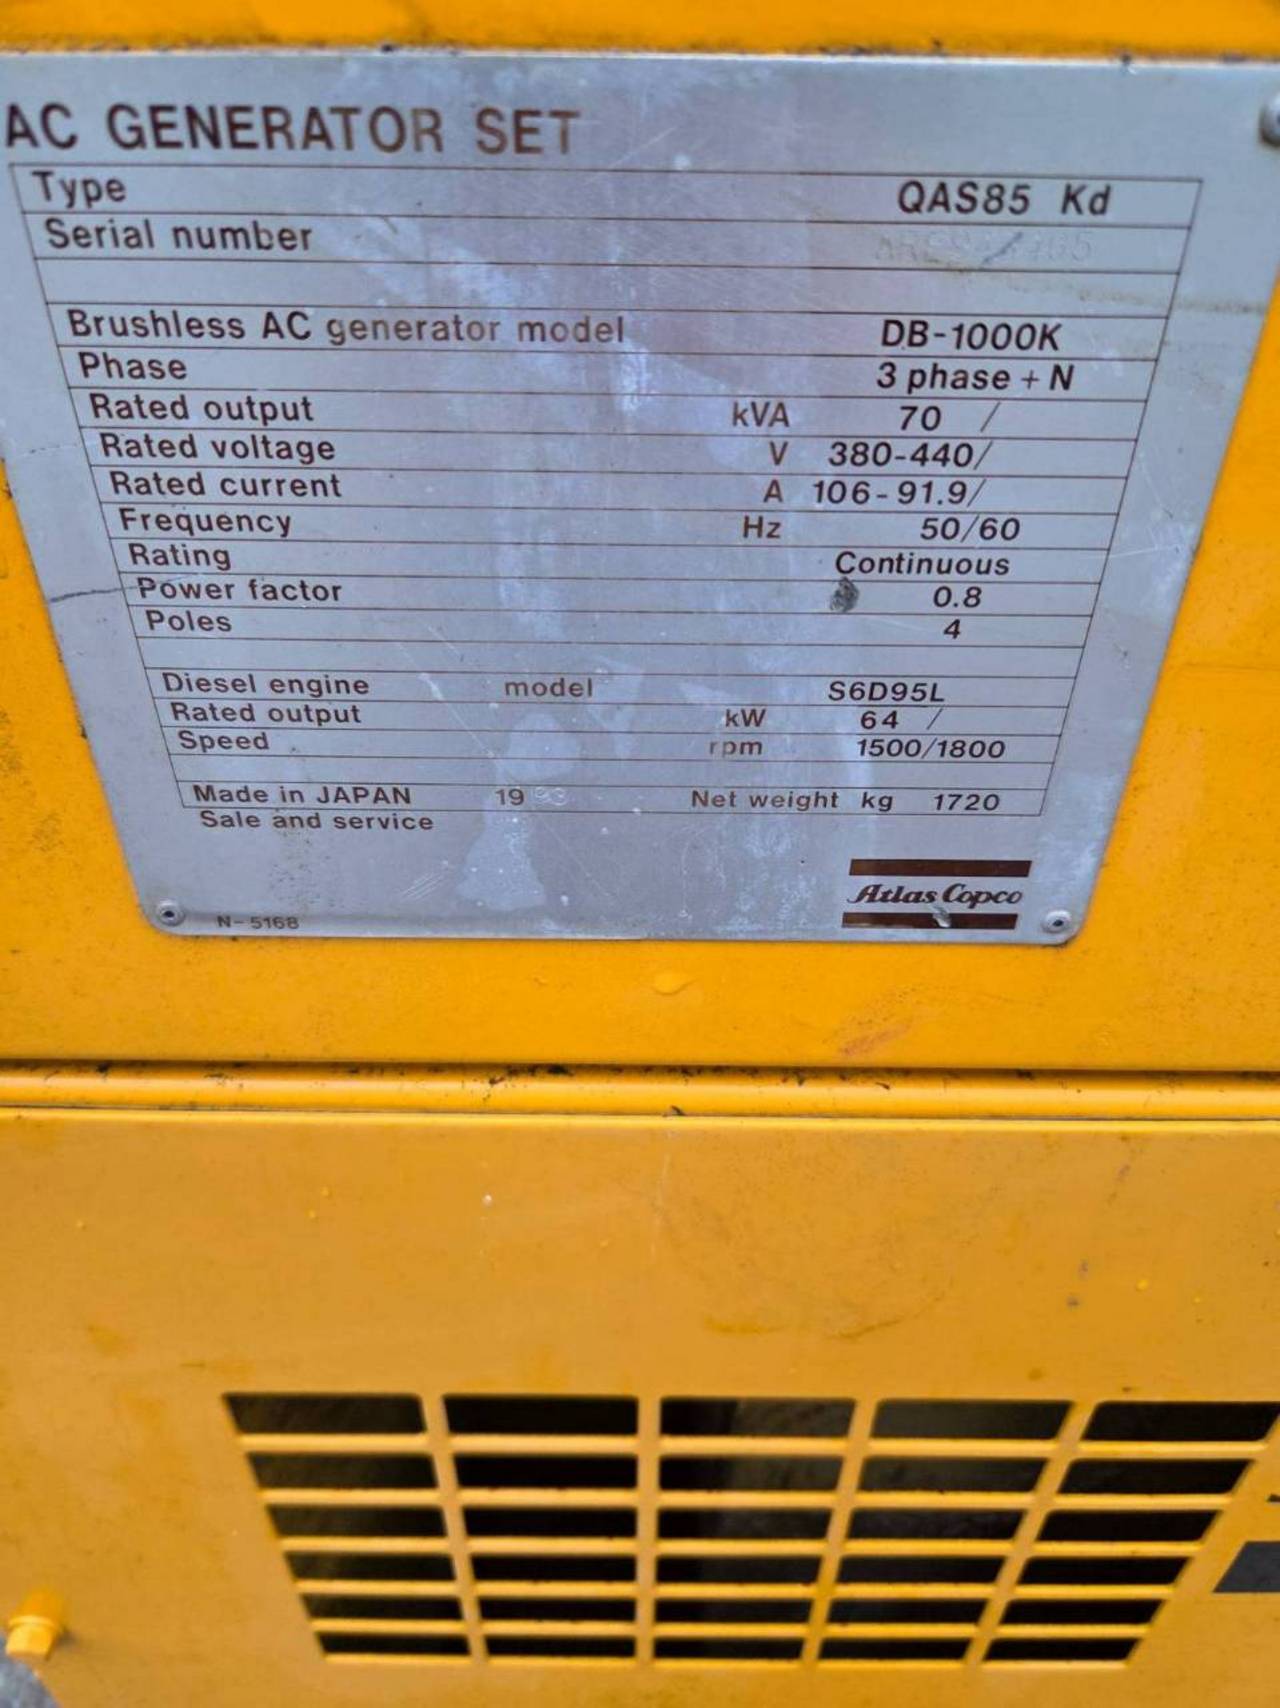 AC GENERATOR SET
Type QAS85 Kd
Serial number
Brushless AC generator model DB-1000K
Phase 3 phase + N
Rated output kVA 70 /
Rated voltage V 380-440/
Rated current A 106-91.9/
Frequency Hz 50/60
Rating Continuous
Power factor 0.8
Poles 4
Diesel engine model S6D95L
Rated output kW 64 /
Speed rpm 1500/1800
Made in JAPAN 19 Net weight kg 1720
Sale and service
Atlas Copco
N-5168